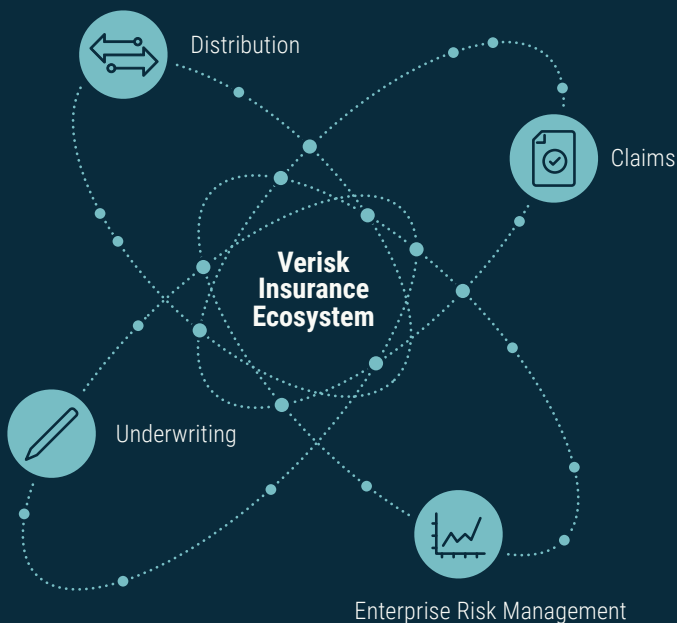 Distribution
Claims
Verisk
Insurance
Ecosystem
Underwriting
Enterprise Risk Management